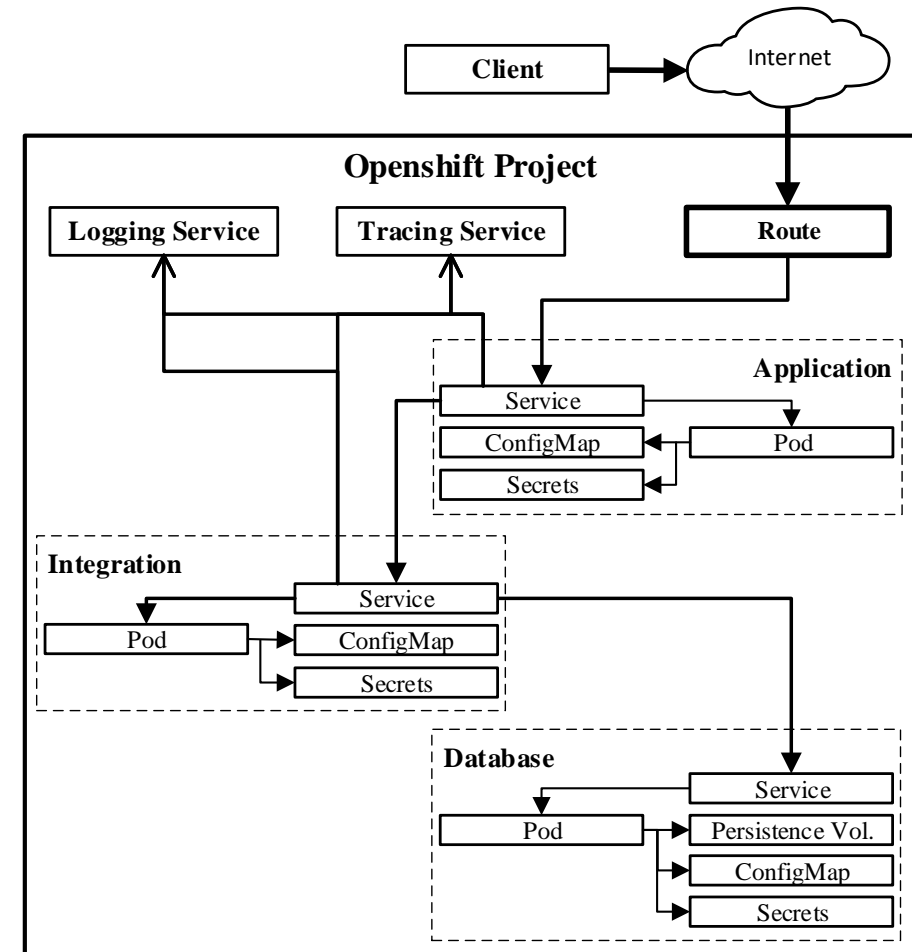 Client
Internet
Openshift Project
Logging Service
Tracing Service
Route
Application
Service
ConfigMap
Pod
Secrets
Integration
Service
Pod
ConfigMap
Secrets
Database
Service
Pod
Persistence Vol.
ConfigMap
Secrets